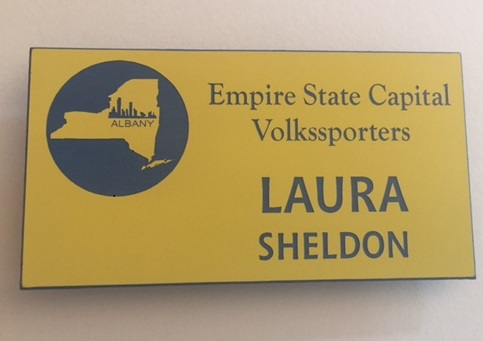 ALBANY
Empire State Capital
Volkssporters
LAURA
SHELDON